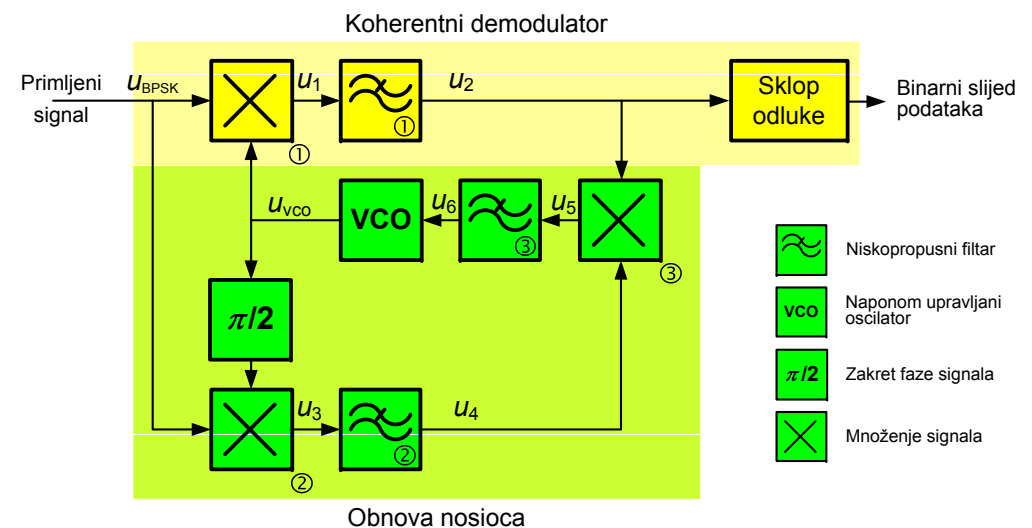 Koherentni demodulator
Primljeni
signal
uBPSK
u1
①
①
u2
Sklop
odluke
Binarni slijed
podataka
uvco
VCO
u6
③
u5
③
π/2
u3
②
②
u4
Obnova nosioca
Niskopropusni filtar
VCO
Naponom upravljani
oscilator
π/2
Zakret faze signala
Množenje signala